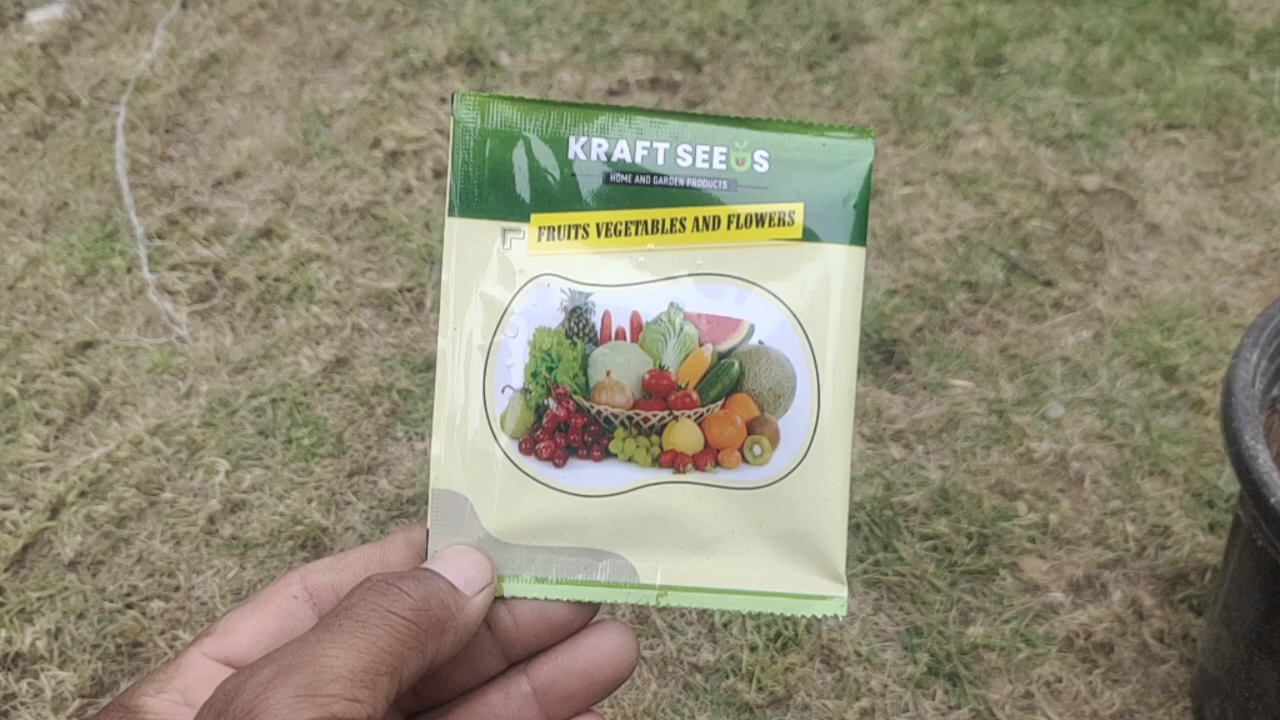 KRAFT SEEDS
HOME AND GARDEN PRODUCTS
FRUITS VEGETABLES AND FLOWERS